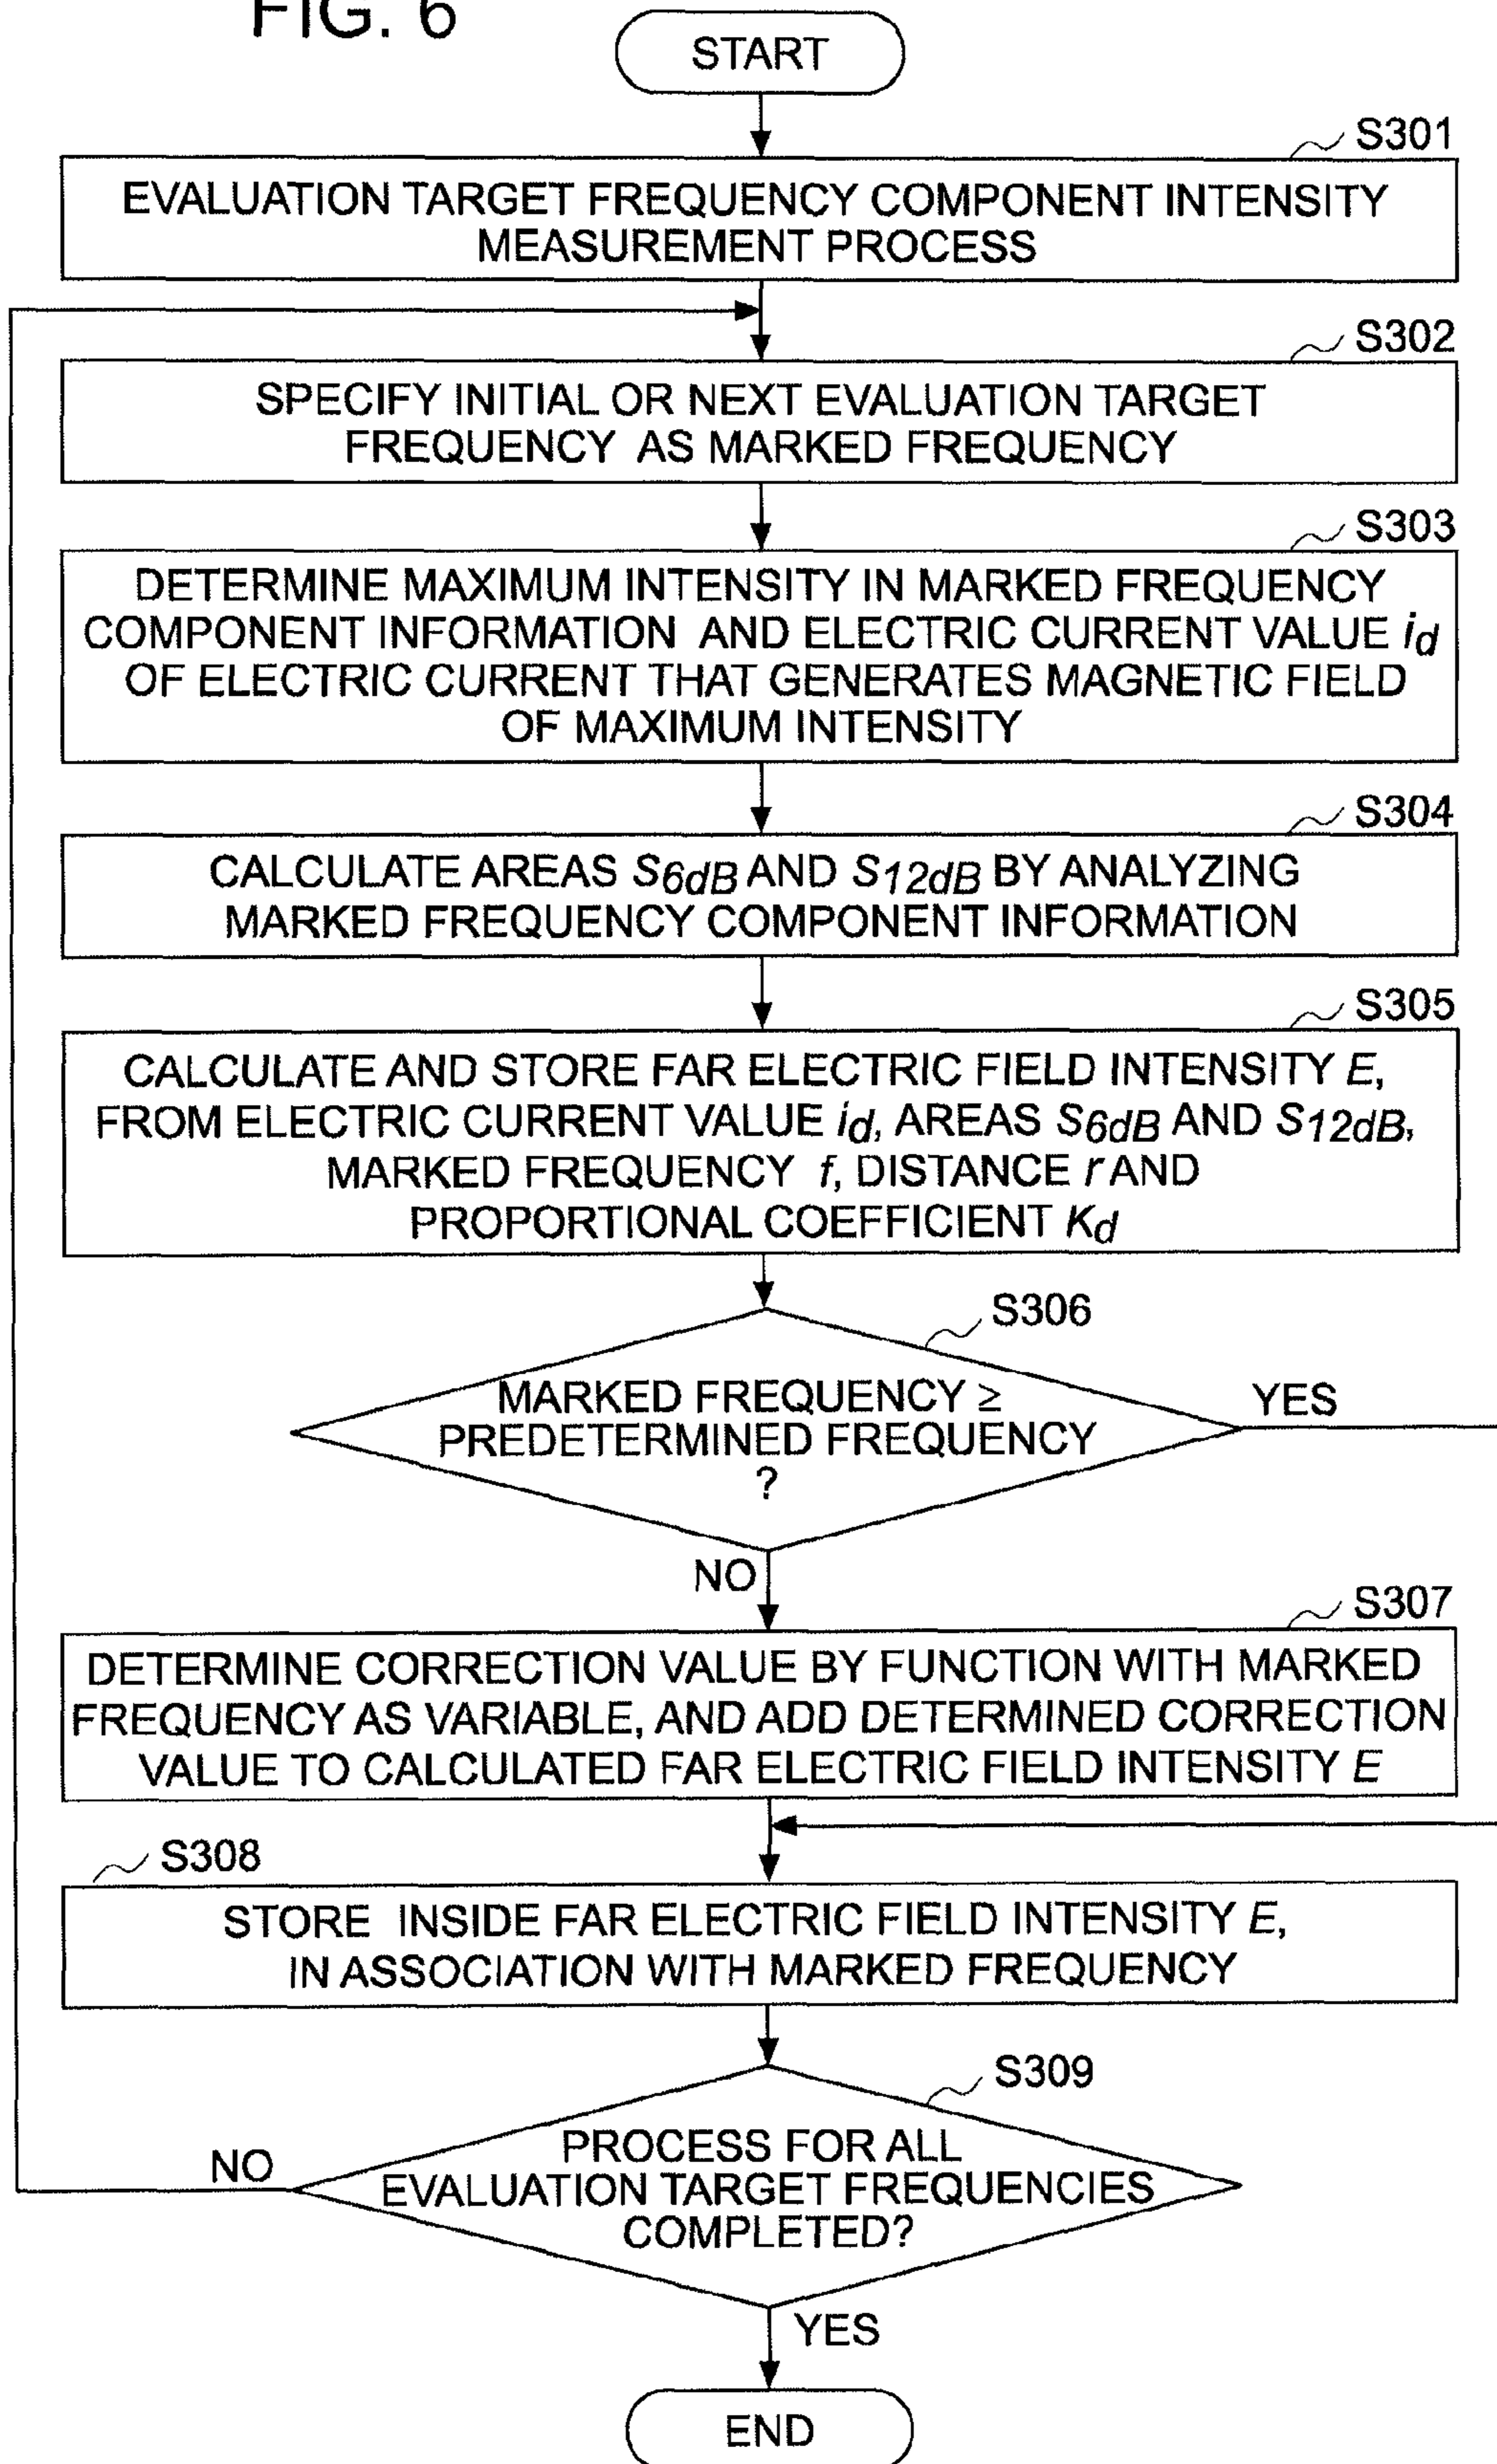 FIG. 6
START
S301
EVALUATION TARGET FREQUENCY COMPONENT INTENSITY
MEASUREMENT PROCESS
S302
SPECIFY INITIAL OR NEXT EVALUATION TARGET
FREQUENCY AS MARKED FREQUENCY
S303
DETERMINE MAXIMUM INTENSITY IN MARKED FREQUENCY
COMPONENT INFORMATION AND ELECTRIC CURRENT VALUE id
OF ELECTRIC CURRENT THAT GENERATES MAGNETIC FIELD
OF MAXIMUM INTENSITY
S304
CALCULATE AREAS S6dB AND S12dB BY ANALYZING
MARKED FREQUENCY COMPONENT INFORMATION
S305
CALCULATE AND STORE FAR ELECTRIC FIELD INTENSITY E,
FROM ELECTRIC CURRENT VALUE id, AREAS S6dB AND S12dB,
MARKED FREQUENCY f, DISTANCE r AND
PROPORTIONAL COEFFICIENT Kd
S306
MARKED FREQUENCY ≥
PREDETERMINED FREQUENCY
?
YES
NO
S307
DETERMINE CORRECTION VALUE BY FUNCTION WITH MARKED
FREQUENCY AS VARIABLE, AND ADD DETERMINED CORRECTION
VALUE TO CALCULATED FAR ELECTRIC FIELD INTENSITY E
S308
STORE INSIDE FAR ELECTRIC FIELD INTENSITY E,
IN ASSOCIATION WITH MARKED FREQUENCY
S309
PROCESS FOR ALL
EVALUATION TARGET FREQUENCIES
COMPLETED?
NO
YES
END